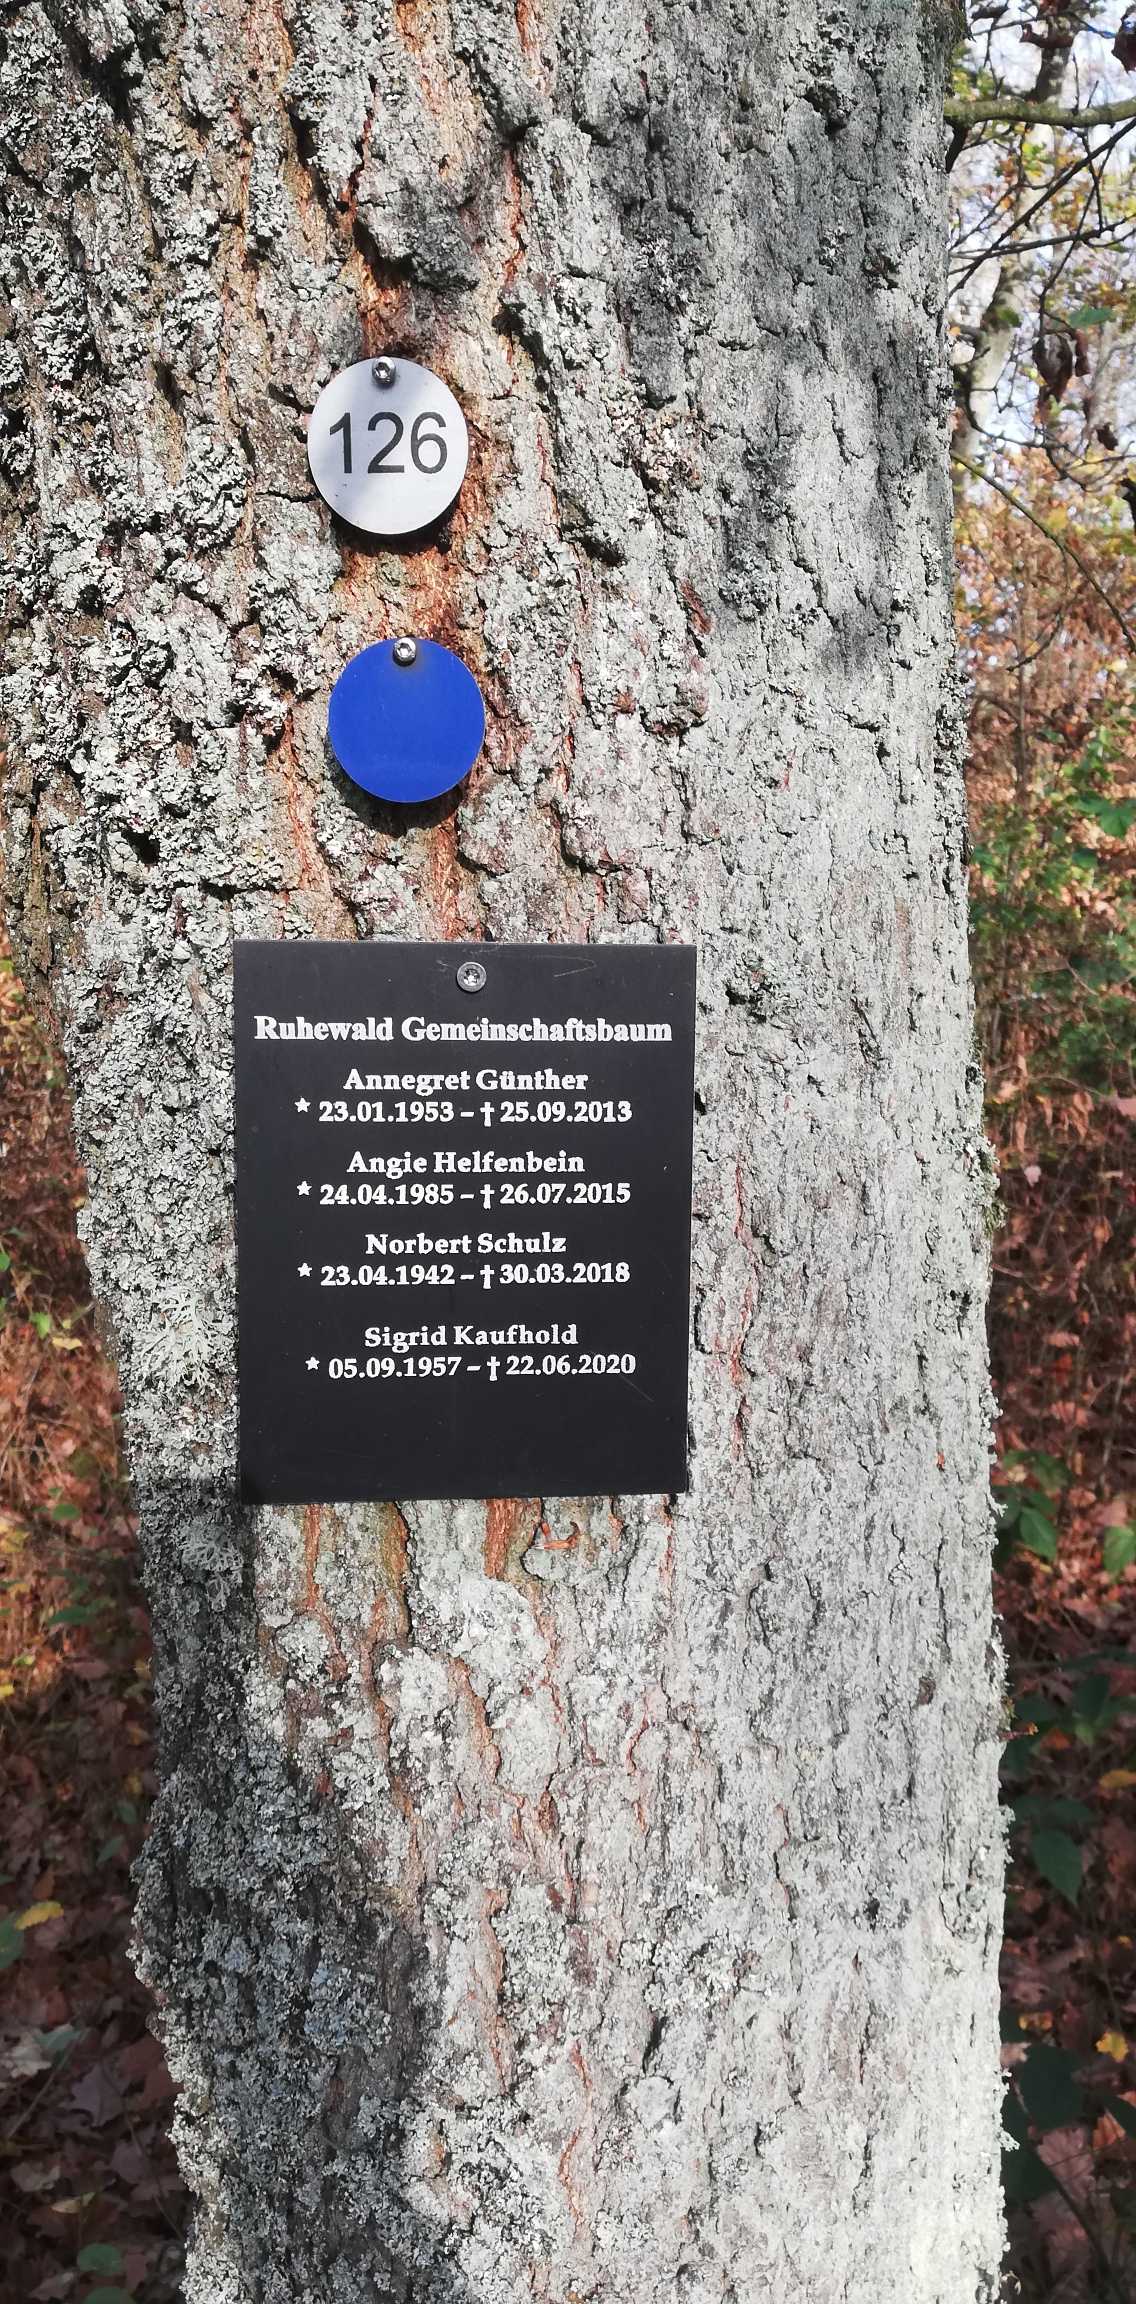 126
Ruhewald Gemeinschaftsbaum
Annegret Günther
* 23.01.1953 – † 25.09.2013
Angie Helfenbein
* 24.04.1985 – † 26.07.2015
Norbert Schulz
* 23.04.1942 – † 30.03.2018
Sigrid Kaufhold
* 05.09.1957 – † 22.06.2020